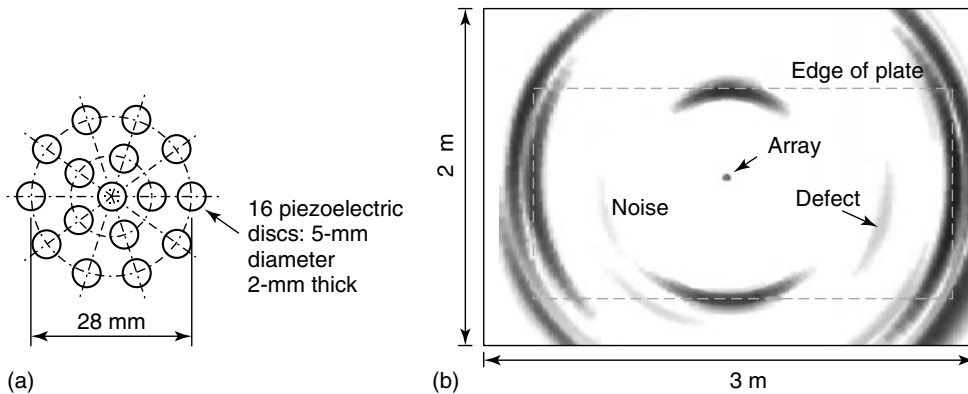 16 piezoelectric
discs: 5-mm
diameter
2-mm thick
28 mm
(a)
2 m
Edge of plate
Array
Noise
Defect
3 m
(b)